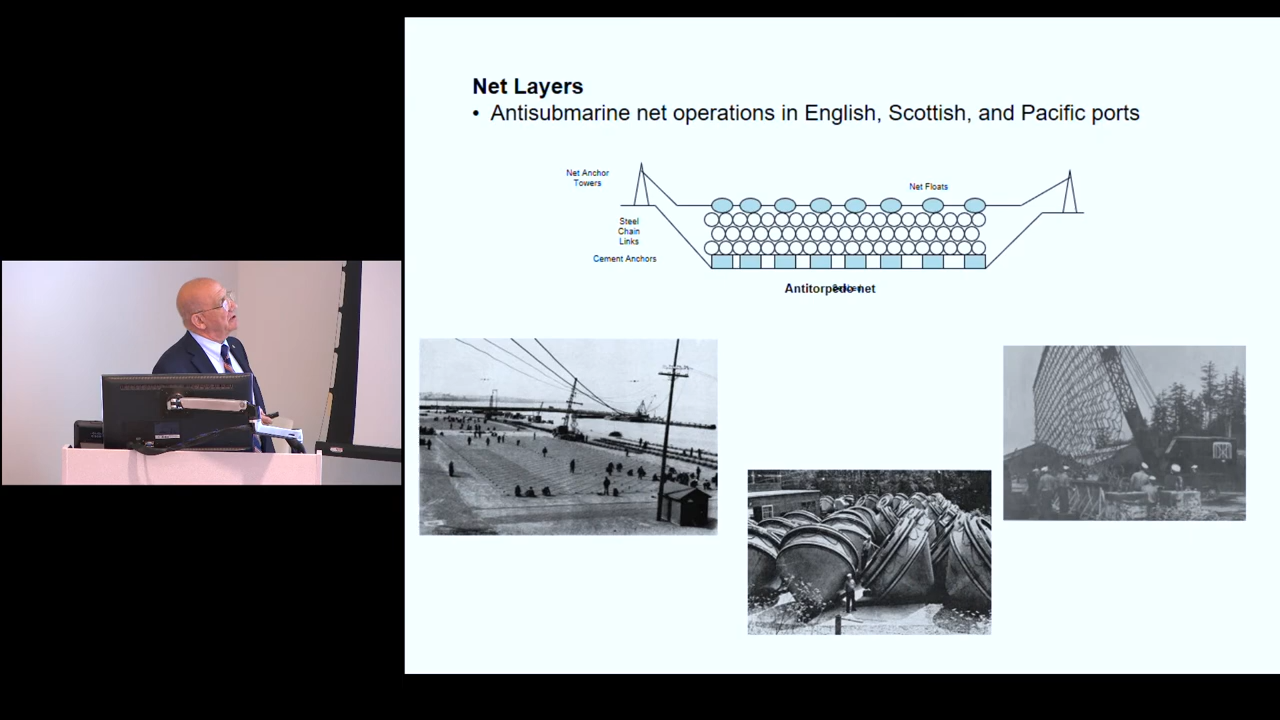 Net Layers
• Antisubmarine net operations in English, Scottish, and Pacific ports
Net Anchor
Towers
Net Floats
Steel
Chain
Links
Cement Anchors
Antitorpedo net